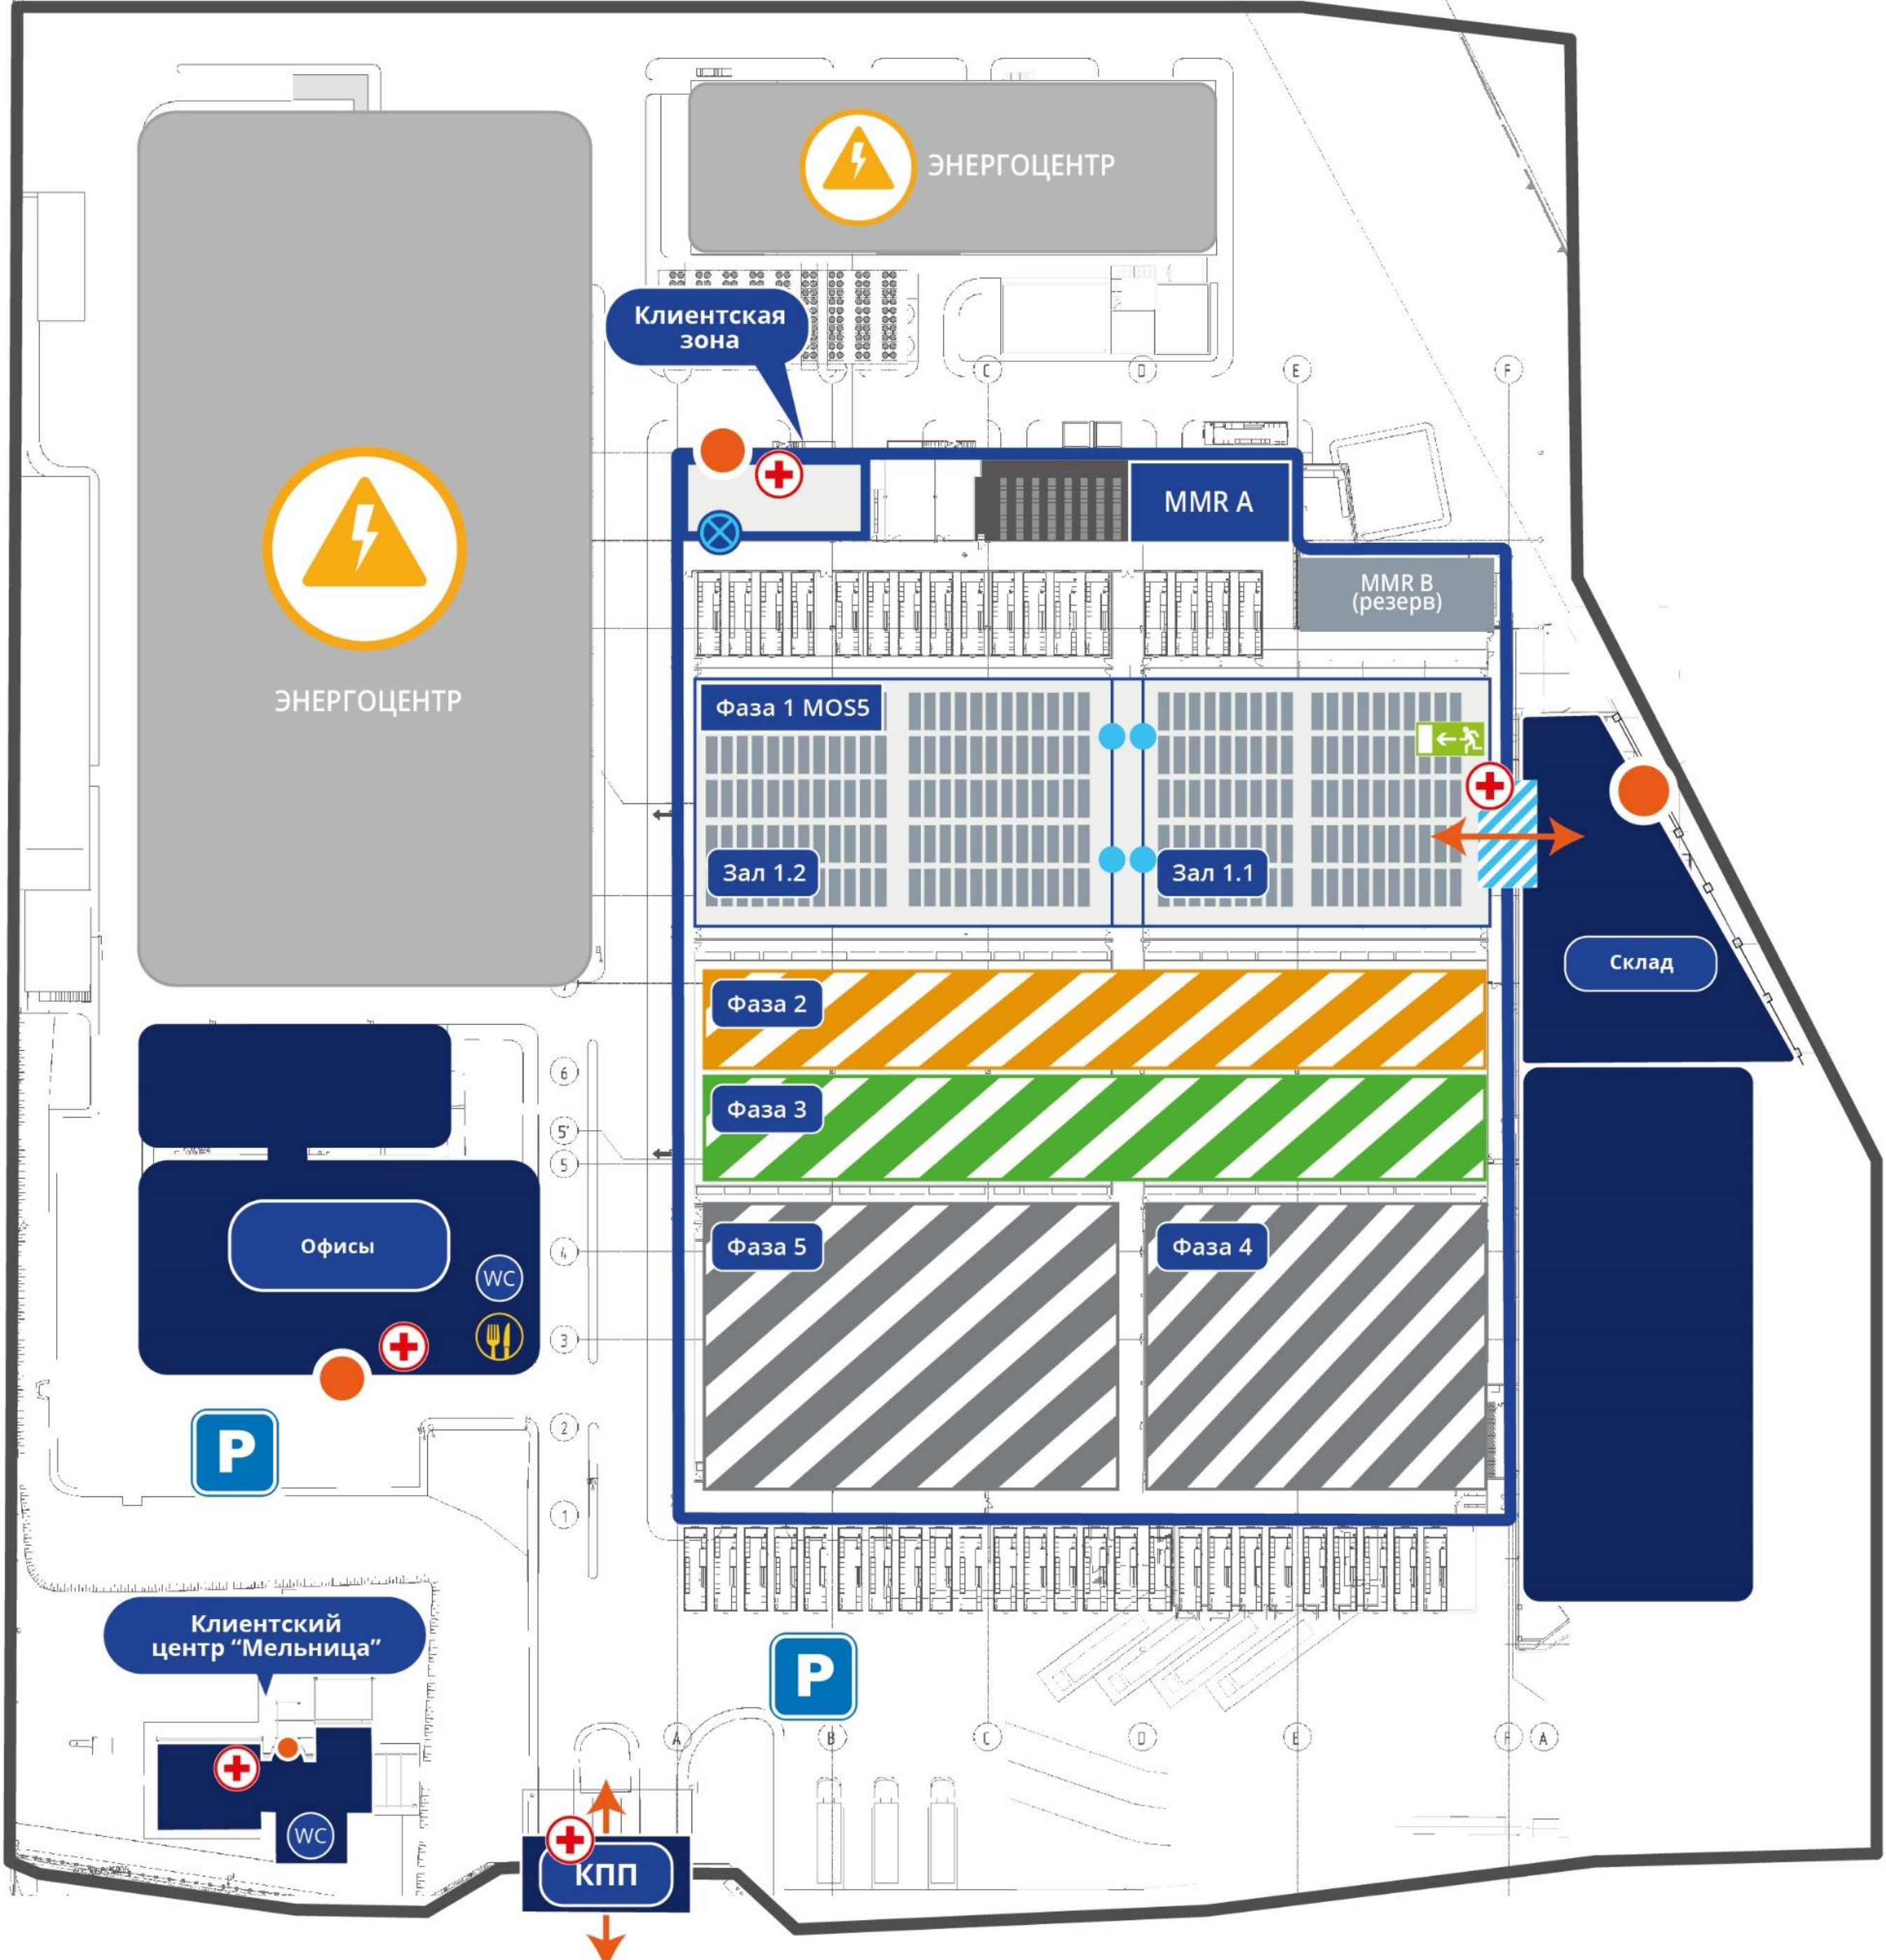 ЭНЕРГОЦЕНТР
Клиентская
зона
C
D
E
F
MMR A
MMR B
(резерв)
ЭНЕРГОЦЕНТР
Фаза 1 MOS5
Зал 1.2
Зал 1.1
Склад
Фаза 2
6
Фаза 3
5'
5
Офисы
WC
4
Фаза 5
Фаза 4
3
P
2
1
Клиентский
центр “Мельница”
P
A
B
C
D
E
F
A
WC
КПП